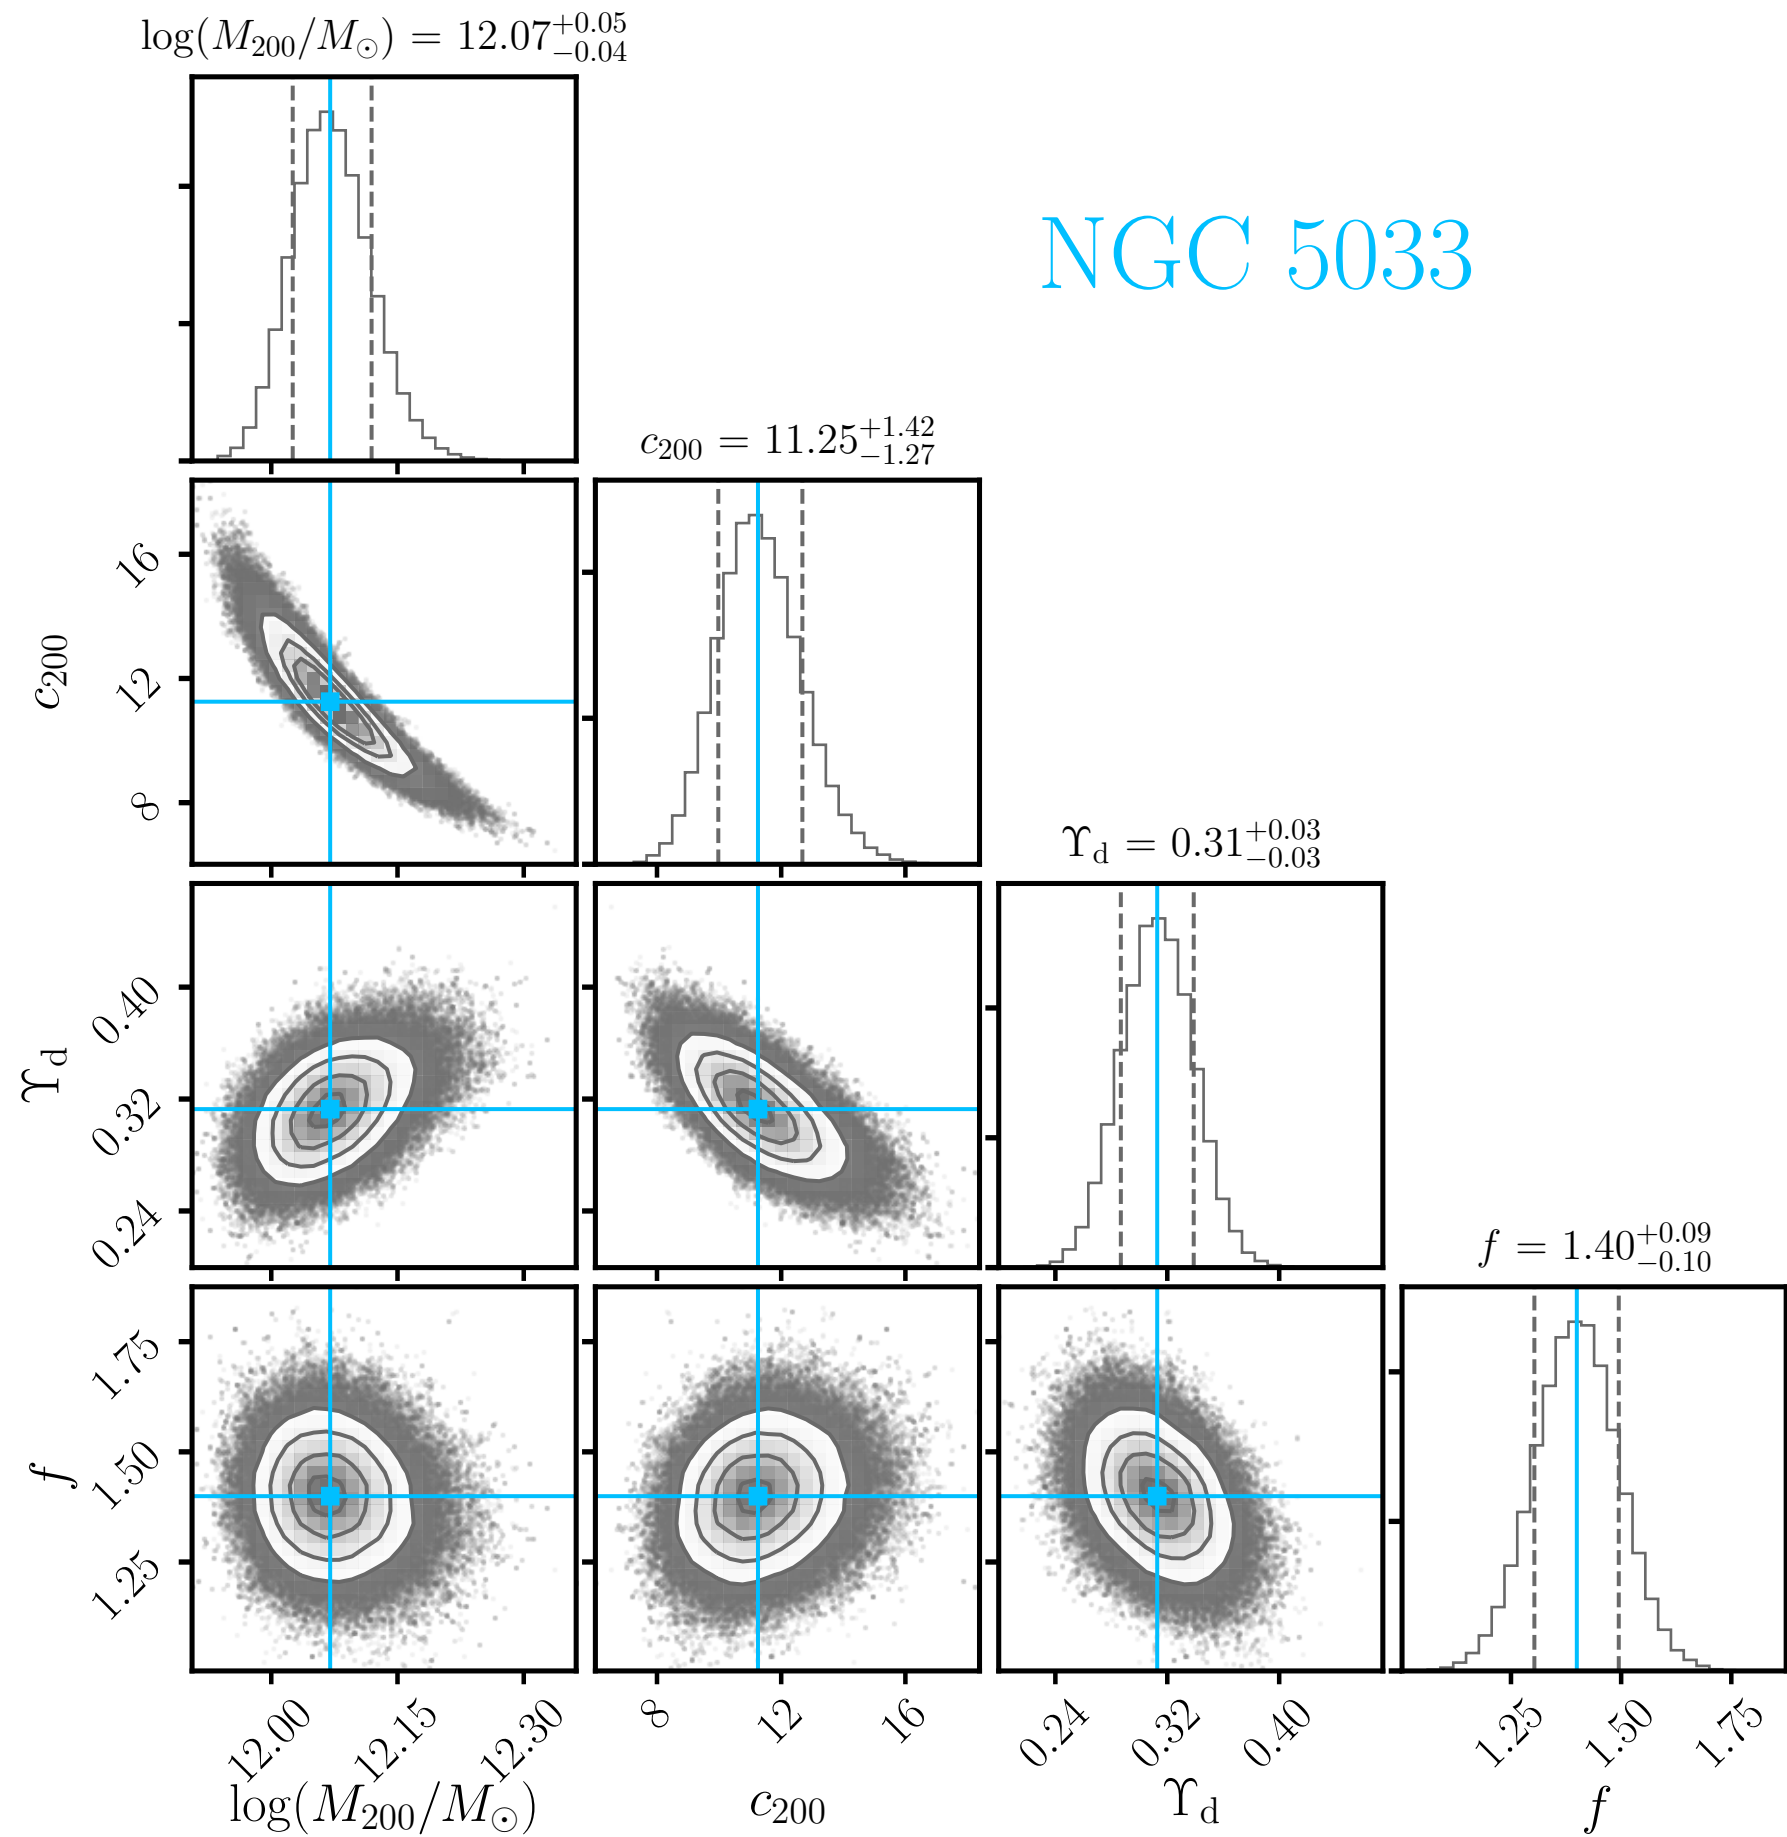 log(M₂₀₀/M⊙) = 12.07 +0.05 −0.04
NGC 5033
c₂₀₀ = 11.25 +1.42 −1.27
16
12
8
c₂₀₀
ϒd = 0.31 +0.03 −0.03
0.40
0.32
0.24
ϒd
f = 1.40 +0.09 −0.10
1.75
1.50
1.25
f
12.00 12.15 12.30 8 12 16 0.24 0.32 0.40 1.25 1.50 1.75
log(M₂₀₀/M⊙) c₂₀₀ ϒd f